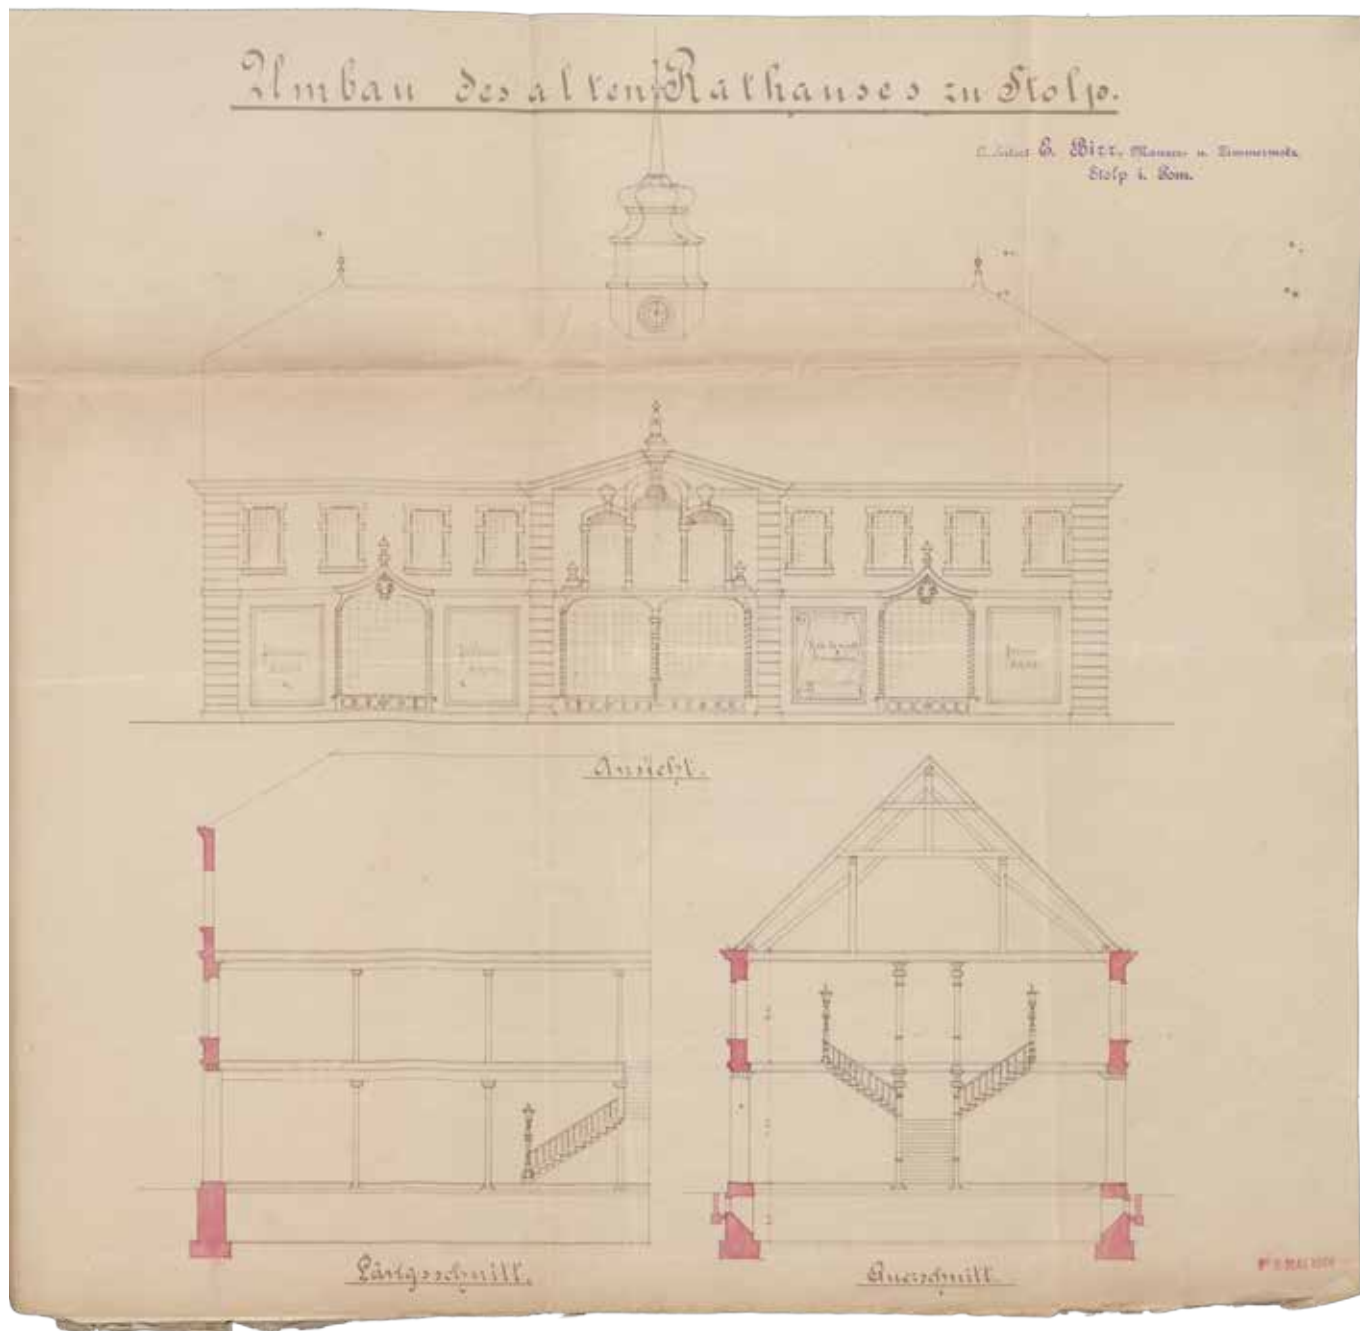 Umbau des alten Rathauses zu Stolp.
E. Birr, Maurer- u. Zimmermstr.
Stolp i. Pom.
Ansicht.
Längsschnitt.
Querschnitt.